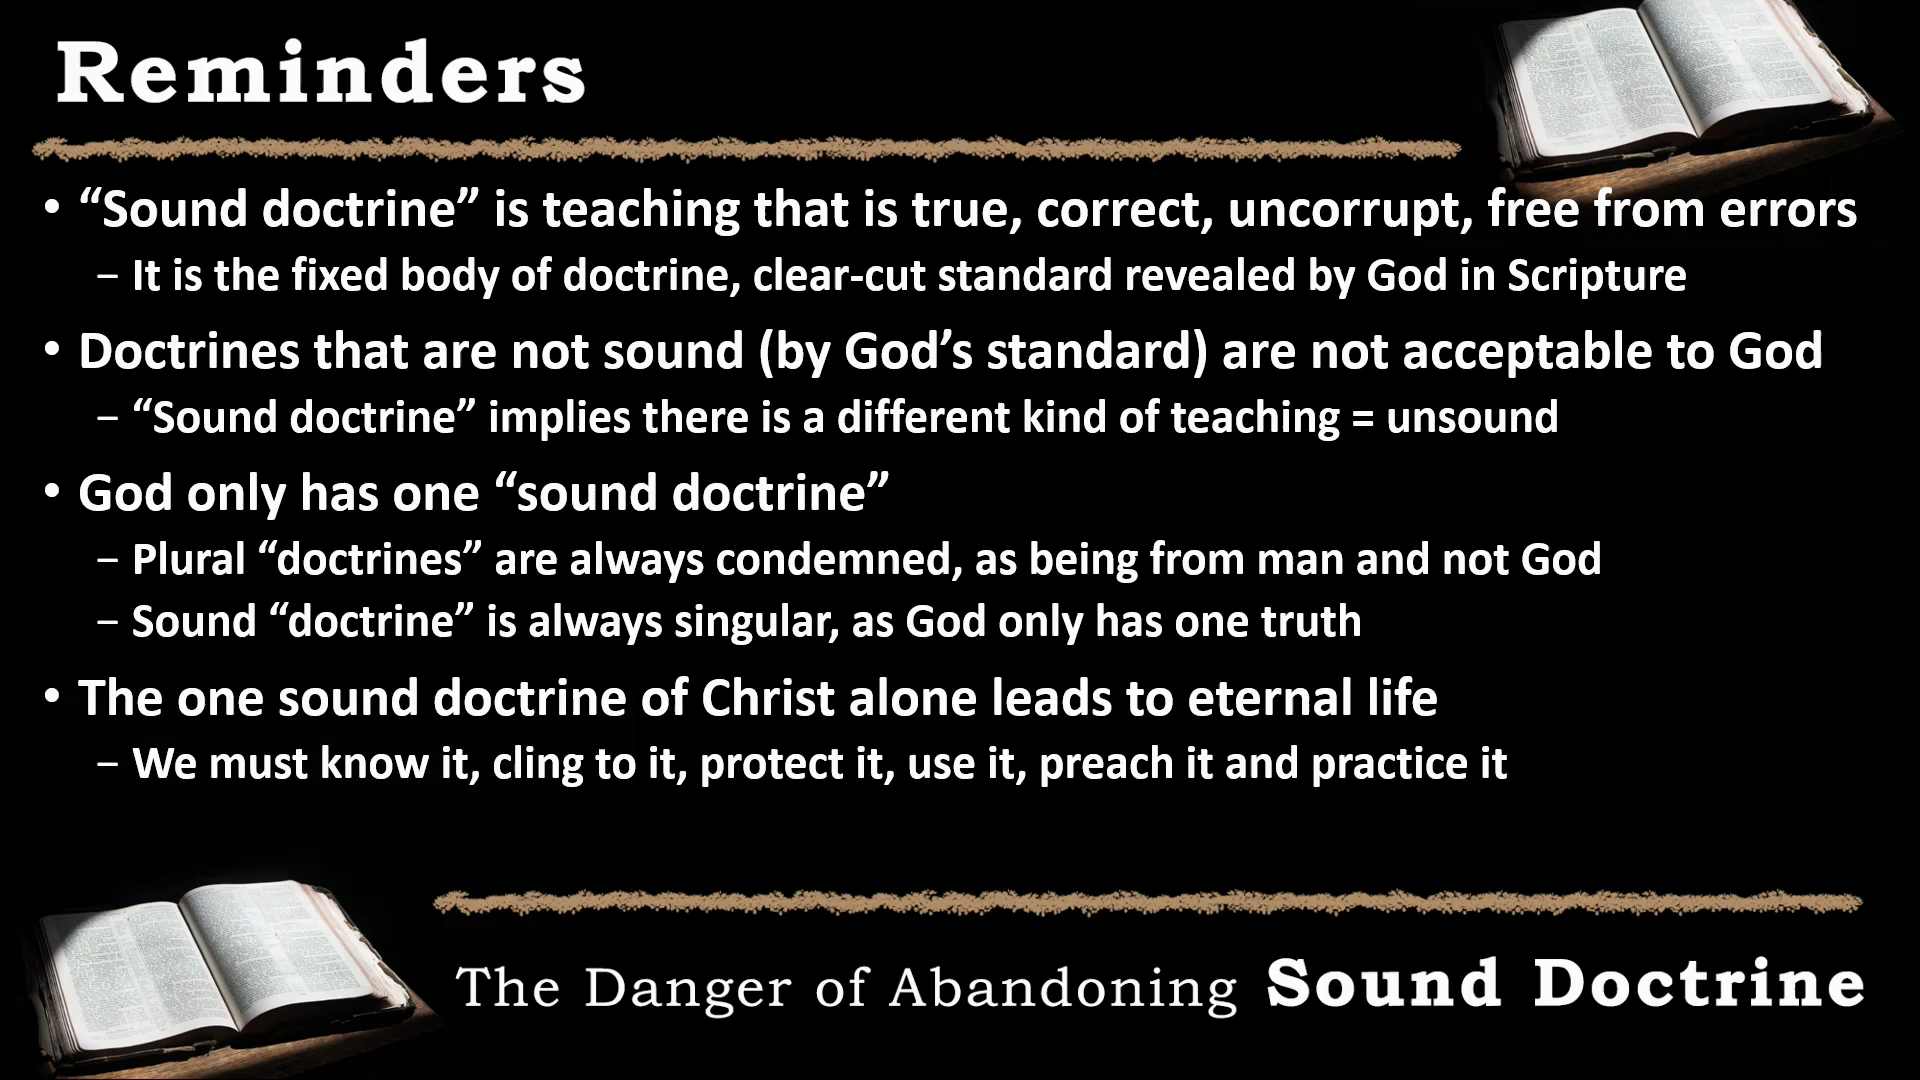 Reminders
• “Sound doctrine” is teaching that is true, correct, uncorrupt, free from errors
– It is the fixed body of doctrine, clear-cut standard revealed by God in Scripture
• Doctrines that are not sound (by God’s standard) are not acceptable to God
– “Sound doctrine” implies there is a different kind of teaching = unsound
• God only has one “sound doctrine”
– Plural “doctrines” are always condemned, as being from man and not God
– Sound “doctrine” is always singular, as God only has one truth
• The one sound doctrine of Christ alone leads to eternal life
– We must know it, cling to it, protect it, use it, preach it and practice it
The Danger of Abandoning Sound Doctrine